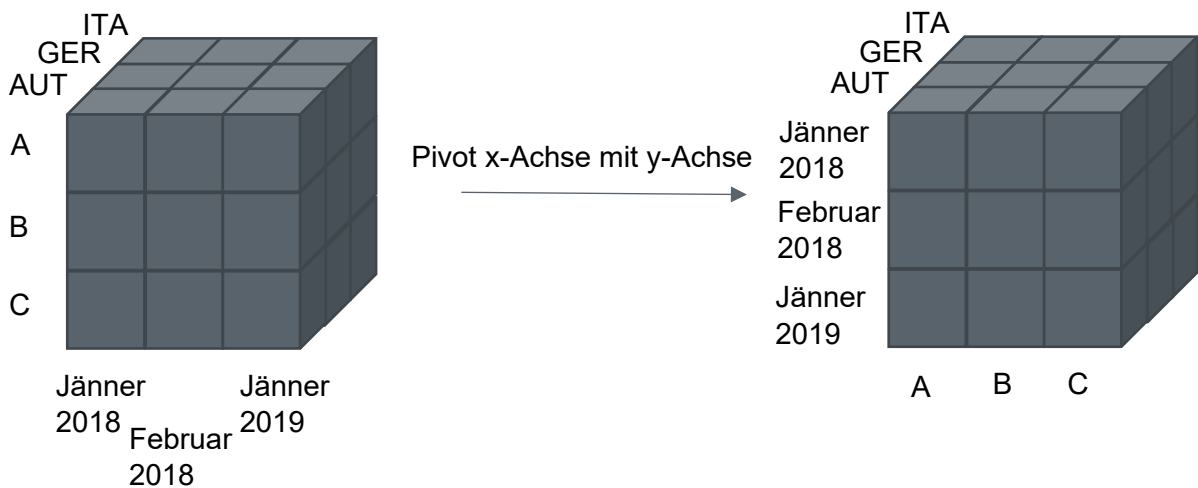 ITA
GER
AUT
A
B
C
Jänner
2018
Februar
2018
Jänner
2019
Pivot x-Achse mit y-Achse
ITA
GER
AUT
Jänner
2018
Februar
2018
Jänner
2019
A
B
C